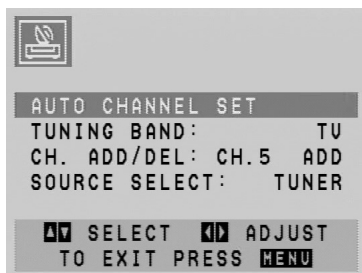 AUTO CHANNEL SET
TUNING BAND: TV
CH. ADD/DEL: CH.5 ADD
SOURCE SELECT: TUNER
▲▼ SELECT ◀▶ ADJUST
TO EXIT PRESS MENU